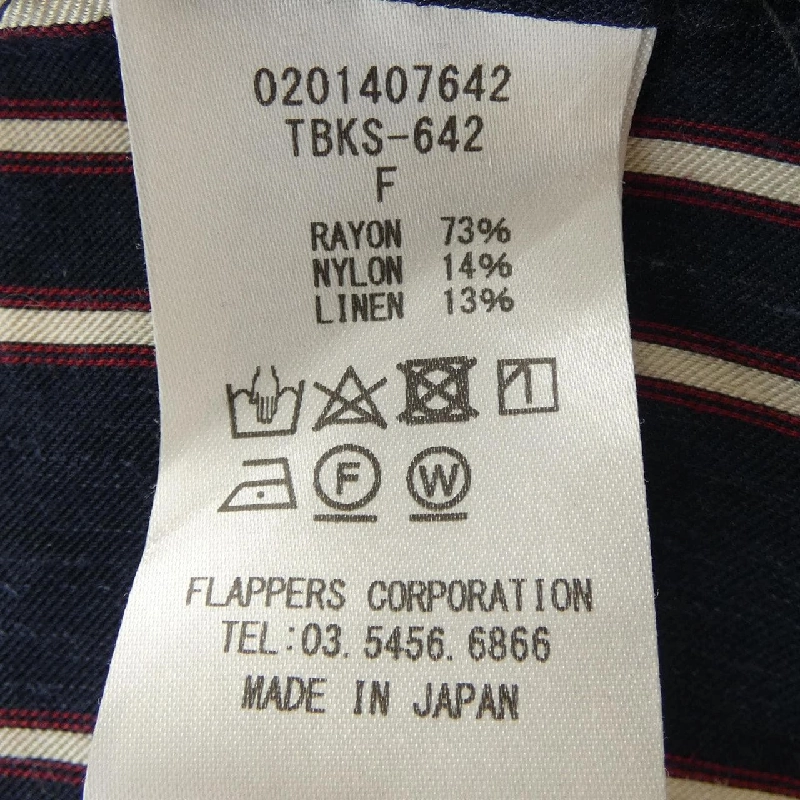 0201407642
TBKS-642
F
RAYON 73%
NYLON 14%
LINEN 13%
F W
FLAPPERS CORPORATION
TEL:03.5456.6866
MADE IN JAPAN